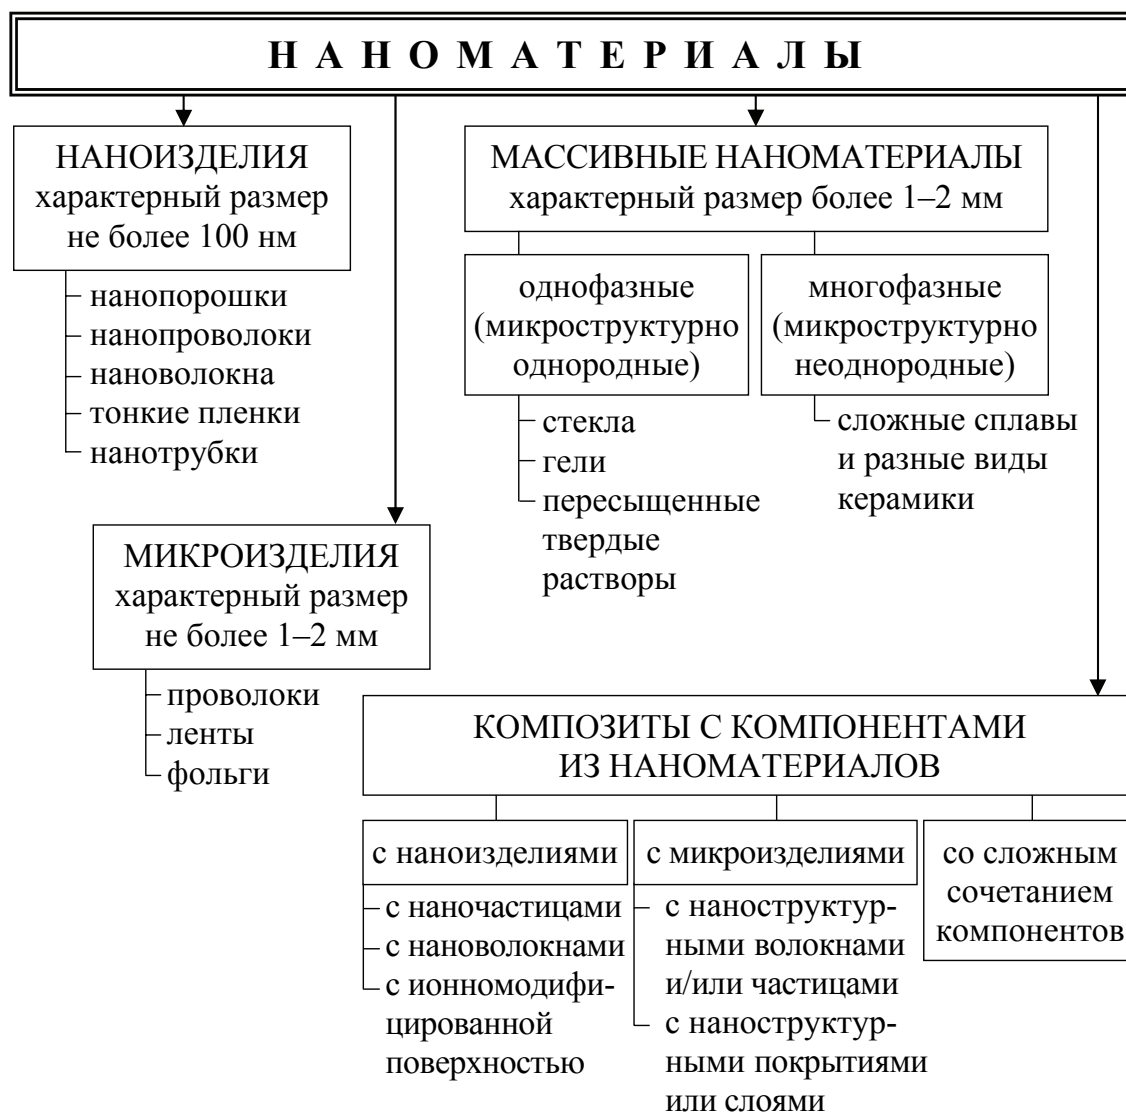 НАНОМАТЕРИАЛЫ
НАНОИЗДЕЛИЯ
характерный размер
не более 100 нм
нанопорошки
нанопроволоки
нановолокна
тонкие пленки
нанотрубки
МИКРОИЗДЕЛИЯ
характерный размер
не более 1–2 мм
проволоки
ленты
фольги
МАССИВНЫЕ НАНОМАТЕРИАЛЫ
характерный размер более 1–2 мм
однофазные
(микроструктурно
однородные)
стекла
гели
пересыщенные
твердые
растворы
многофазные
(микроструктурно
неоднородные)
сложные сплавы
и разные виды
керамики
КОМПОЗИТЫ С КОМПОНЕНТАМИ
ИЗ НАНОМАТЕРИАЛОВ
с наноизделиями
с наночастицами
с нановолокнами
с ионномодифи-
цированной
поверхностью
с микроизделиями
с наноструктур-
ными волокнами
и/или частицами
с наноструктур-
ными покрытиями
или слоями
со сложным
сочетанием
компонентов